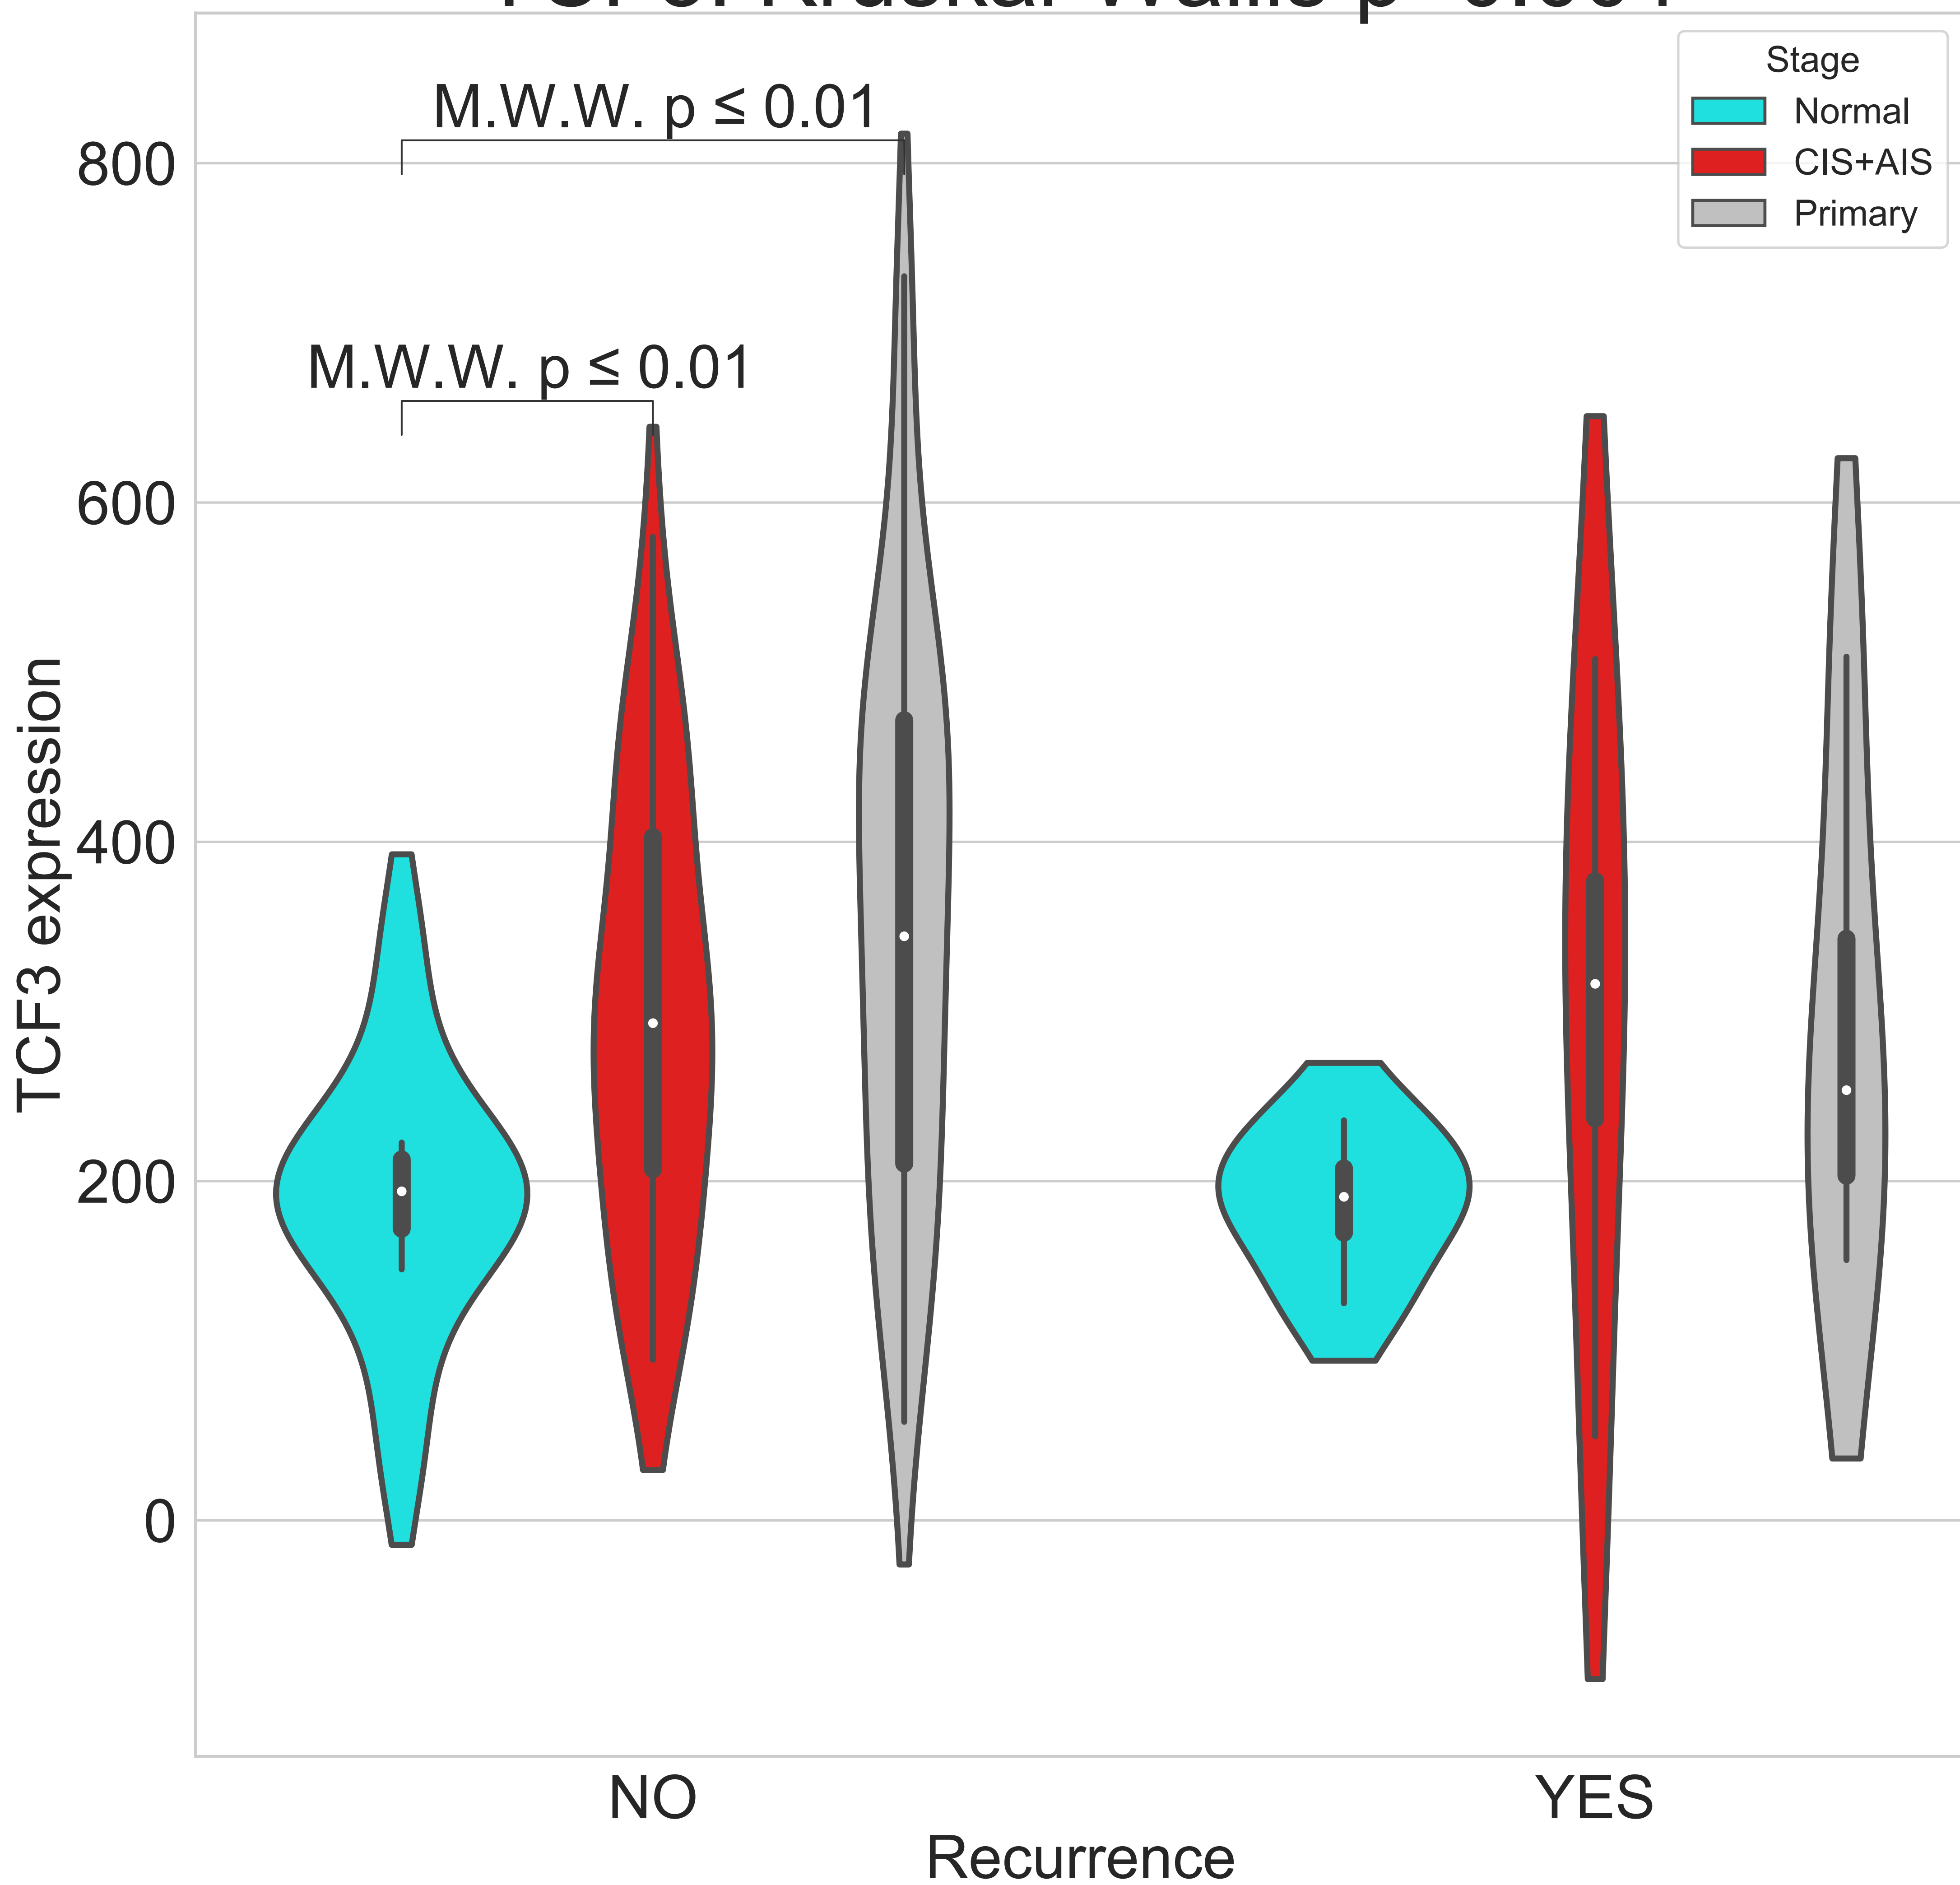 M.W.W. p ≤ 0.01
M.W.W. p ≤ 0.01
Stage
Normal
CIS+AIS
Primary
TCF3 expression
800
600
400
200
0
NO
YES
Recurrence